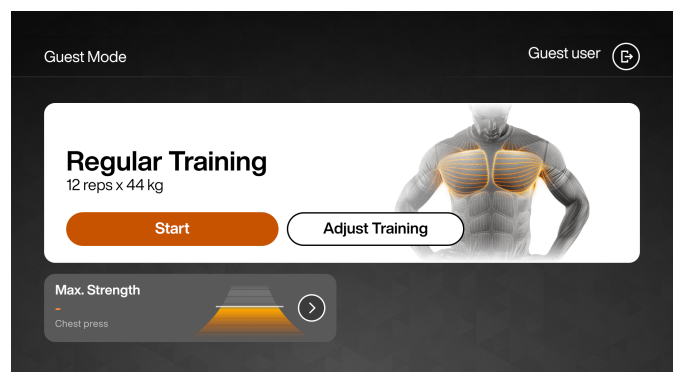 Guest Mode
Guest user
Regular Training
12 reps x 44 kg
Start
Adjust Training
Max. Strength
-
Chest press